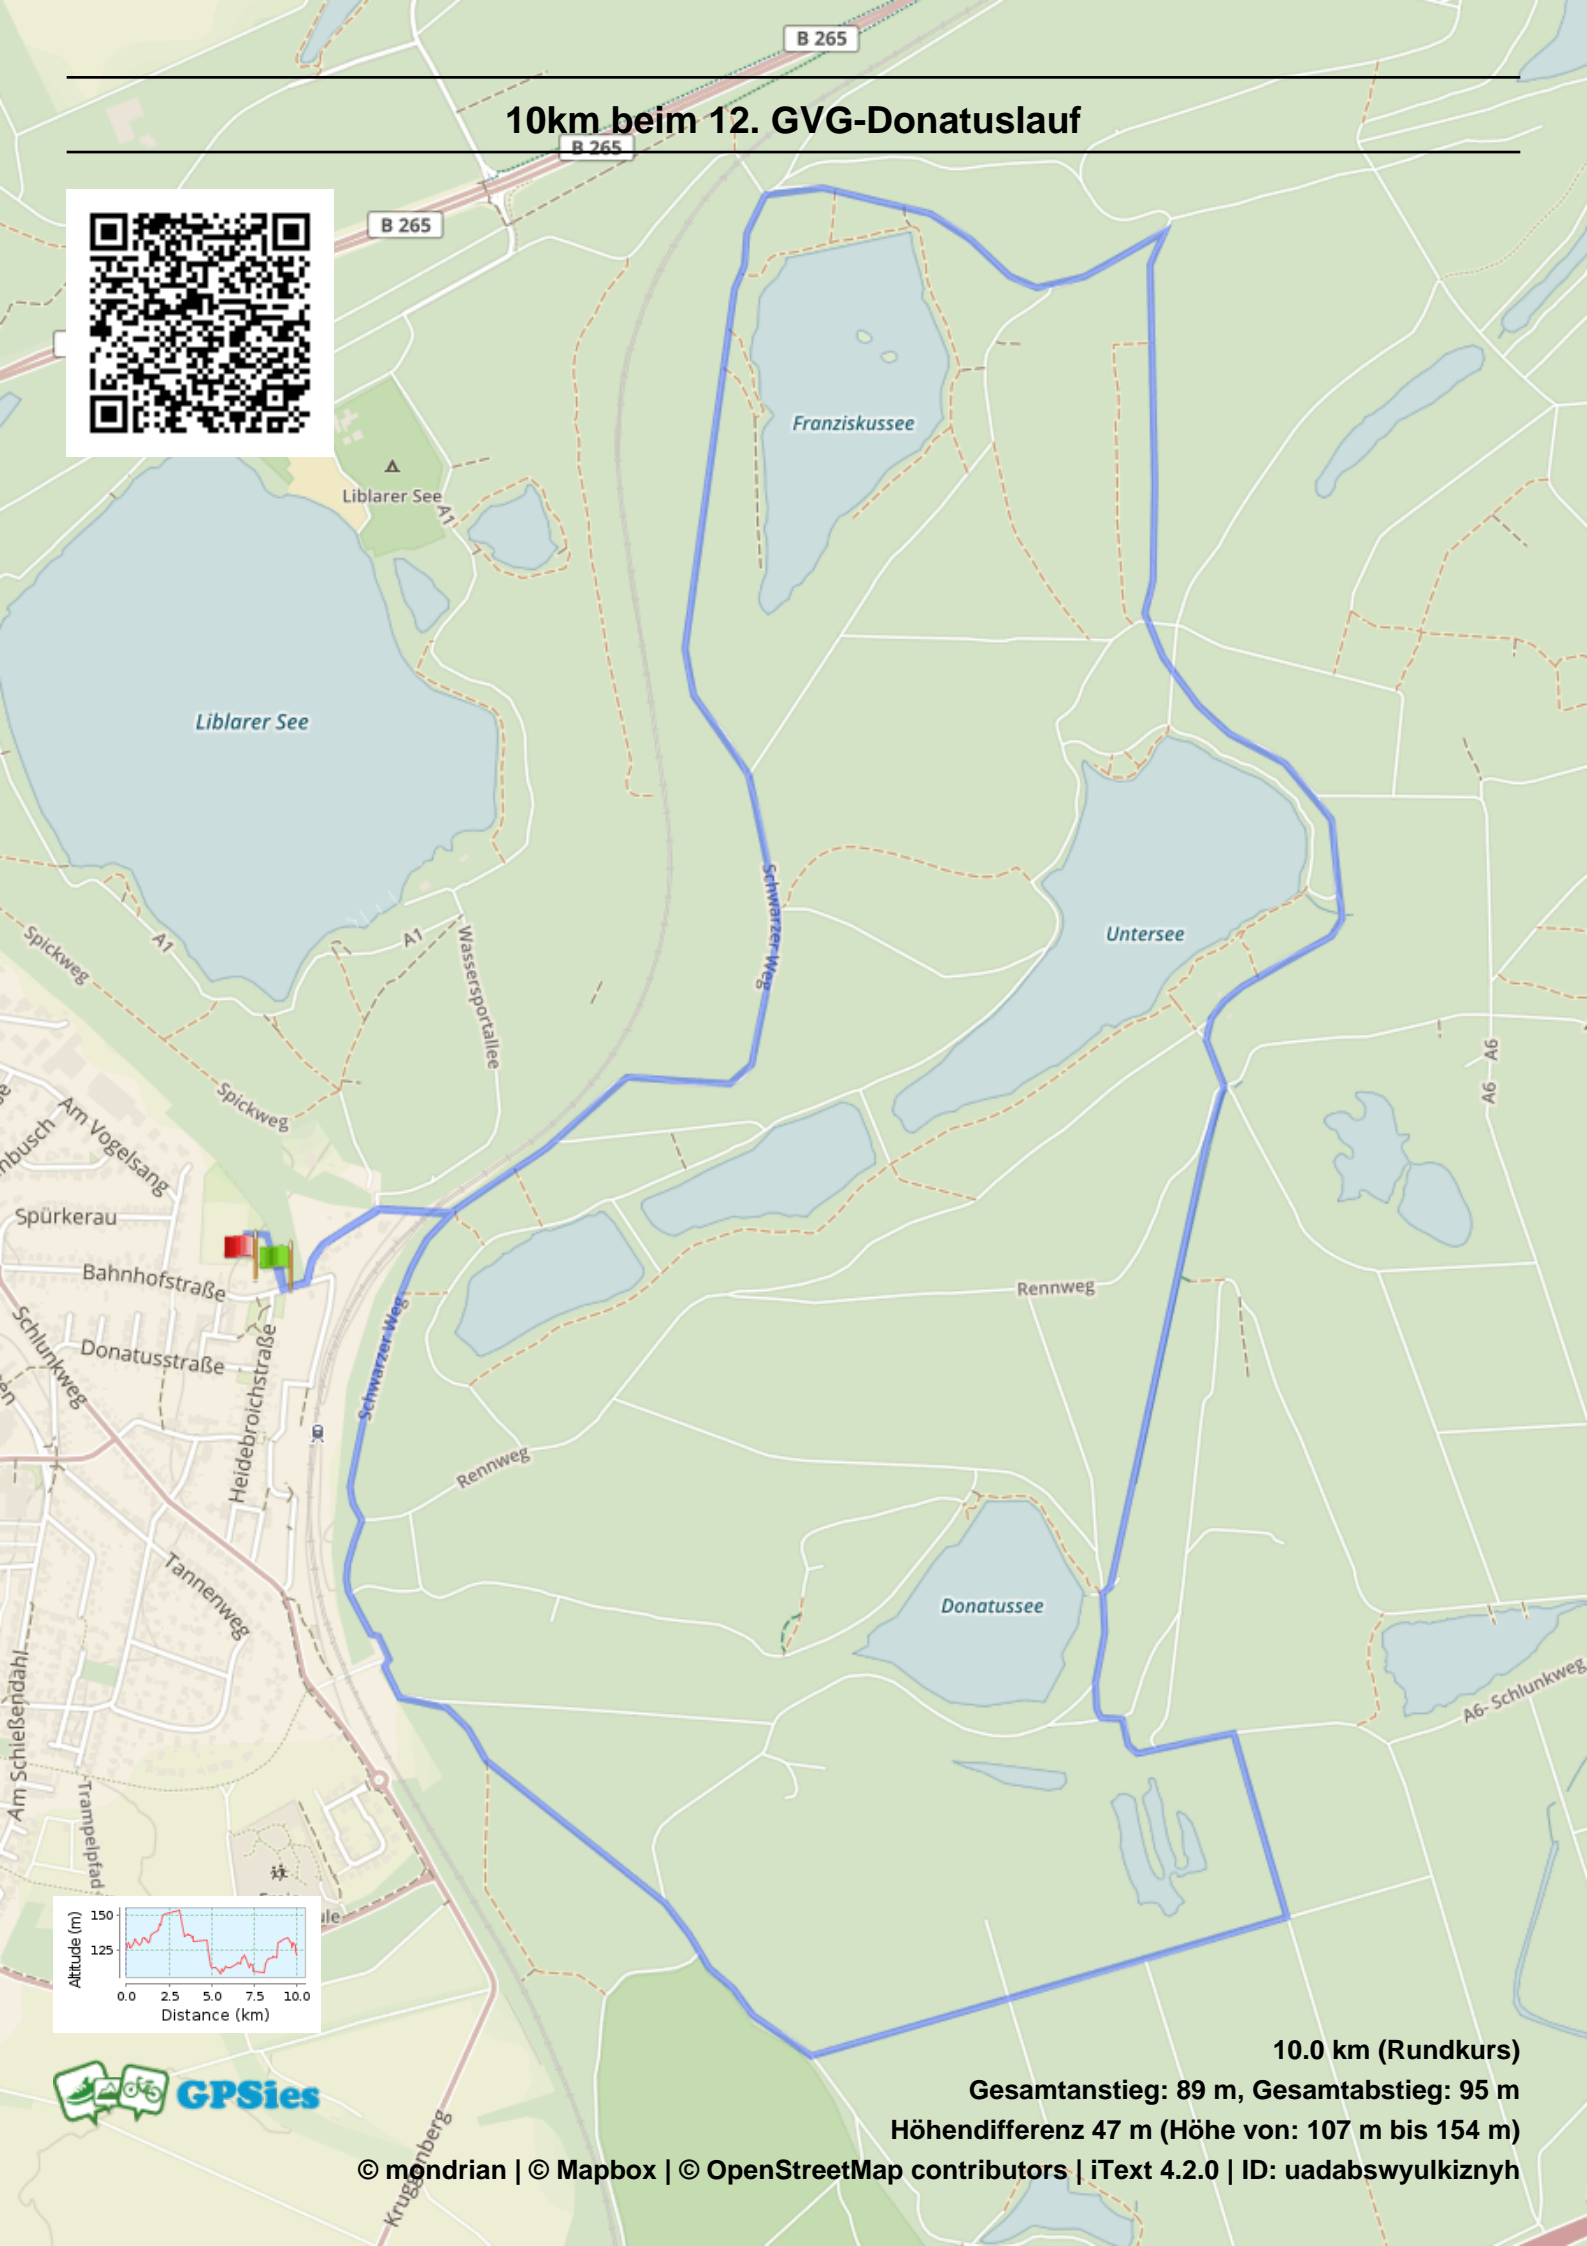 B 265
10km beim 12. GVG-Donatuslauf
B 265
B 265
Franziskussee
Liblarer See
A1
Liblarer See
Schwarzer Weg
Untersee
Spickweg
A1
A1
Wassersportallee
A6
A6
Spickweg
Am Vogelsang
nbusch
Spürkerau
Bahnhofstraße
Rennweg
Schlunkweg
Donatusstraße
Heidebroichstraße
Schwarzer Weg
Rennweg
Tannenweg
Donatussee
Am Schießendahl
A6- Schlunkweg
Trampelpfad
ule
Altitude (m)
150
125
0.0 2.5 5.0 7.5 10.0
Distance (km)
GPSies
Kruggenberg
10.0 km (Rundkurs)
Gesamtanstieg: 89 m, Gesamtabstieg: 95 m
Höhendifferenz 47 m (Höhe von: 107 m bis 154 m)
© mondrian | © Mapbox | © OpenStreetMap contributors | iText 4.2.0 | ID: uadabswyulkiznyh